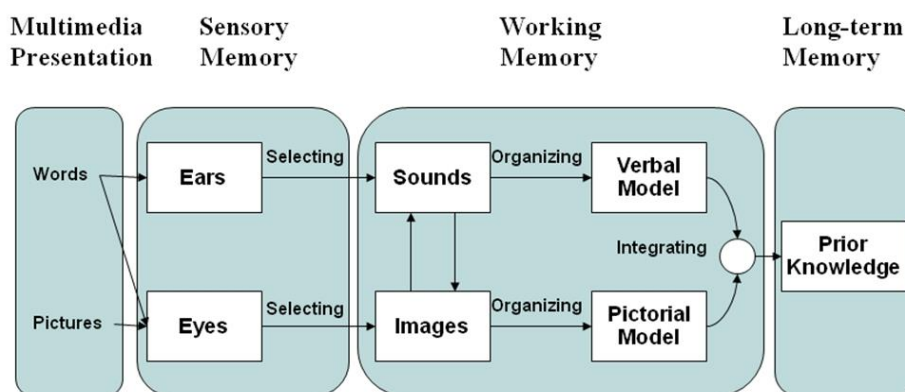 Multimedia
Presentation
Sensory
Memory
Working
Memory
Long-term
Memory
Words
Ears
Selecting
Sounds
Organizing
Verbal
Model
Integrating
Prior
Knowledge
Pictures
Eyes
Selecting
Images
Organizing
Pictorial
Model